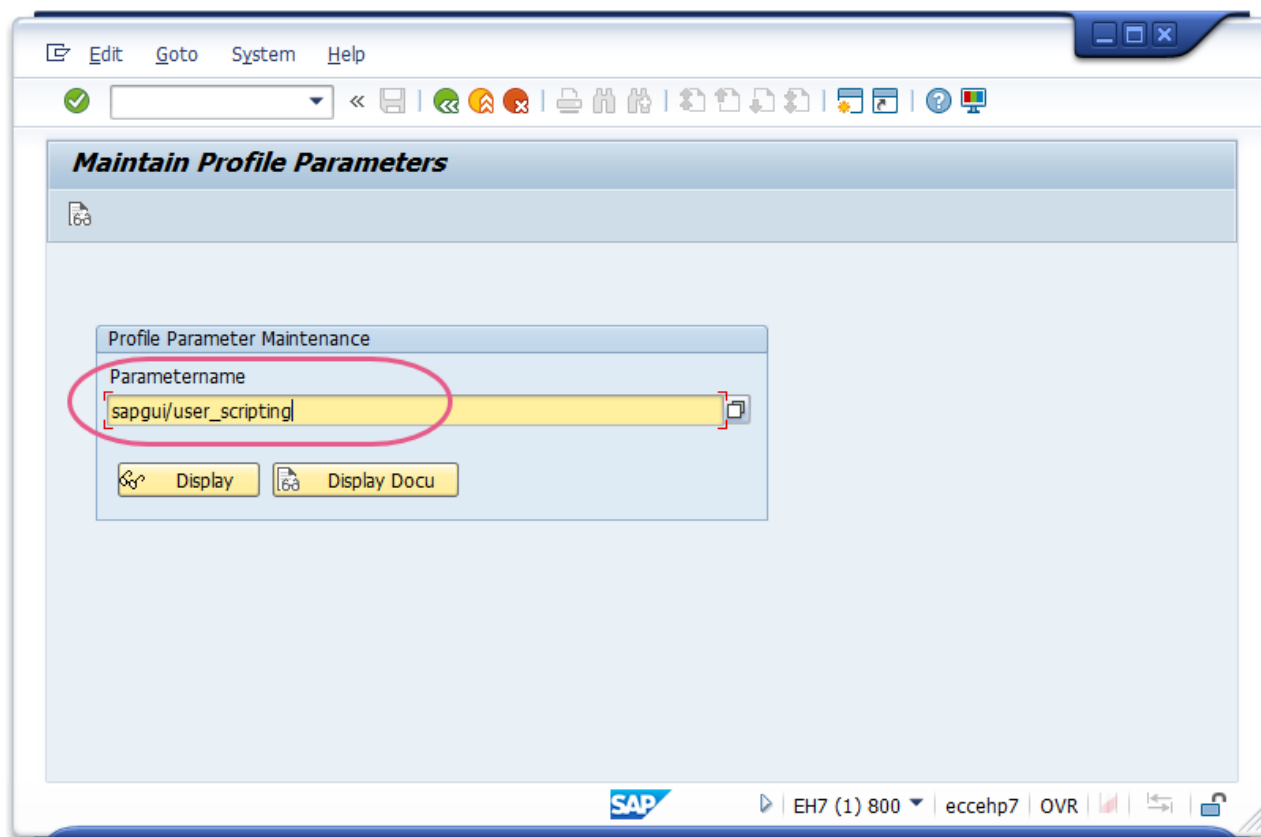 Edit Goto System Help
Maintain Profile Parameters
Profile Parameter Maintenance
Parametername
sapgui/user_scripting
Display Display Docu
SAP EH7 (1) 800 eccehp7 OVR